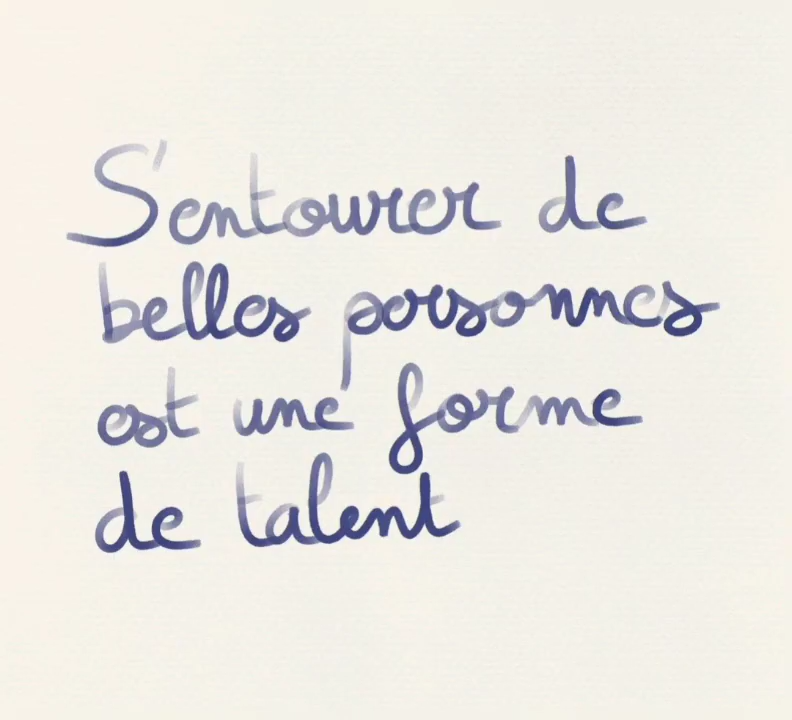 S'entourer de
belles personnes
est une forme
de talent